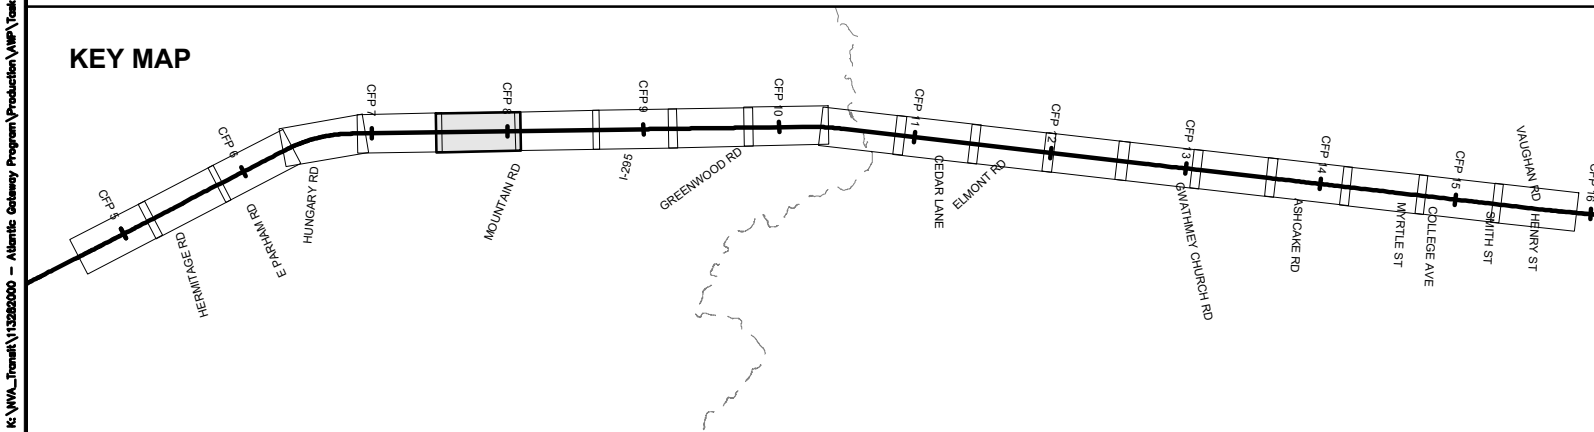 K:\NVA_Transit\113282000 - Atlantic Gateway Program\Production\AWP\Task
KEY MAP
CFP 5
CFP 6
CFP 7
CFP 8
CFP 9
CFP 10
CFP 11
CFP 12
CFP 13
CFP 14
CFP 15
CFP 16
HERMITAGE RD
E PARHAM RD
HUNGARY RD
MOUNTAIN RD
I-295
GREENWOOD RD
CEDAR LANE
ELMONT RD
GWATHMEY CHURCH RD
ASHCAKE RD
MYRTLE ST
COLLEGE AVE
SMITH ST
VAUGHAN RD
HENRY ST